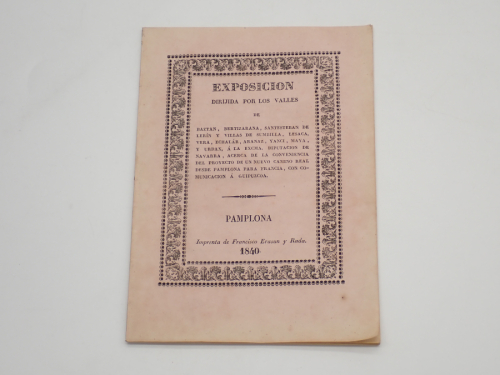 EXPOSICION
DIRIJIDA POR LOS VALLES
DE
BAZTAN, BERTIZARANA, SANTESTEBAN DE
LERIN Y VILLAS DE SUMBILLA, LESACA,
VERA, ECHALAR, ARANAZ, YANCI, MAYA,
Y URDAX, Á LA EXCMA. DIPUTACION DE
NAVARRA, ACERCA DE LA CONVENIENCIA
DEL PROYECTO DE UN NUEVO CAMINO REAL
DESDE PAMPLONA PARA FRANCIA, CON CO-
MUNICACION Á GUIPUZCOA.
PAMPLONA
Imprenta de Francisco Erasun y Rada.
1840